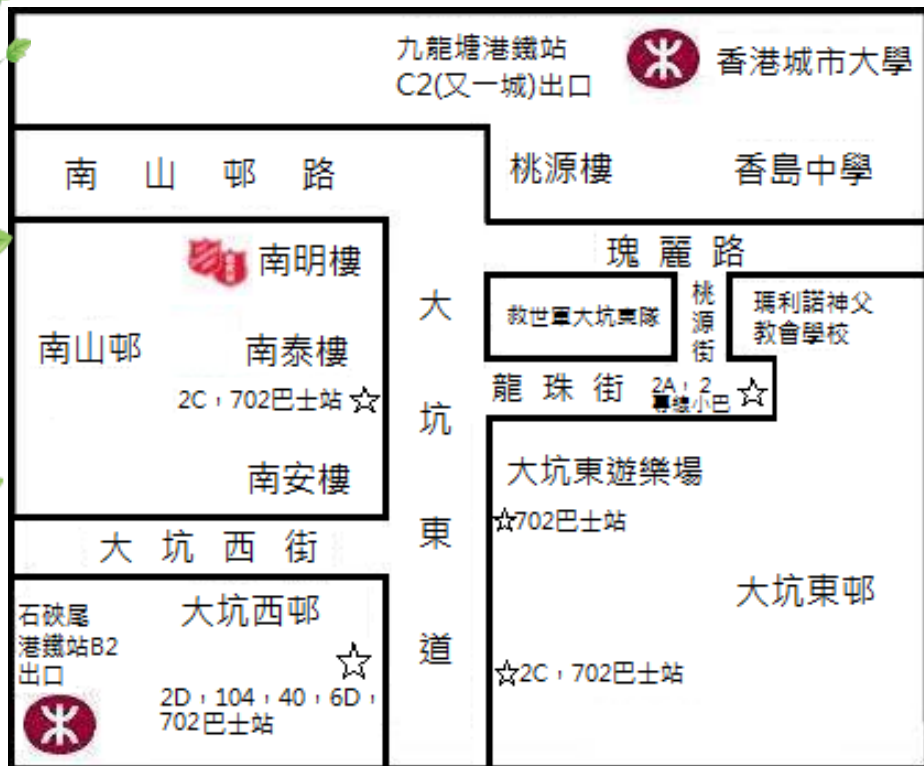 九龍塘港鐵站
C2(又一城)出口
香港城市大學
南山邨路
桃源樓
香島中學
瑰麗路
南明樓
南山邨
南泰樓
2C,702巴士站
南安樓
大坑東道
救世軍大坑東隊
桃源街
瑪利諾神父
教會學校
龍珠街
2A,2
專線小巴
大坑東遊樂場
702巴士站
大坑西街
大坑東邨
石硤尾
港鐵站B2
出口
大坑西邨
2D,104,40,6D,
702巴士站
2C,702巴士站